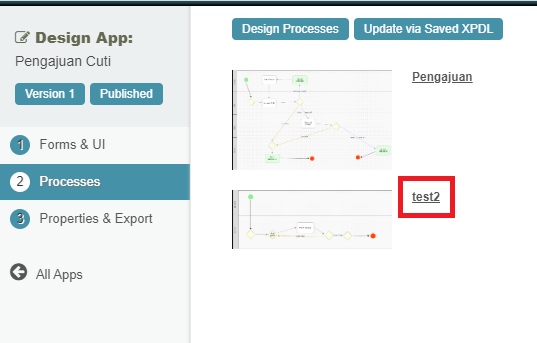 Design App:
Pengajuan Cuti
Version 1 Published
1 Forms & UI
2 Processes
3 Properties & Export
All Apps
Design Processes Update via Saved XPDL
Pengajuan
test2